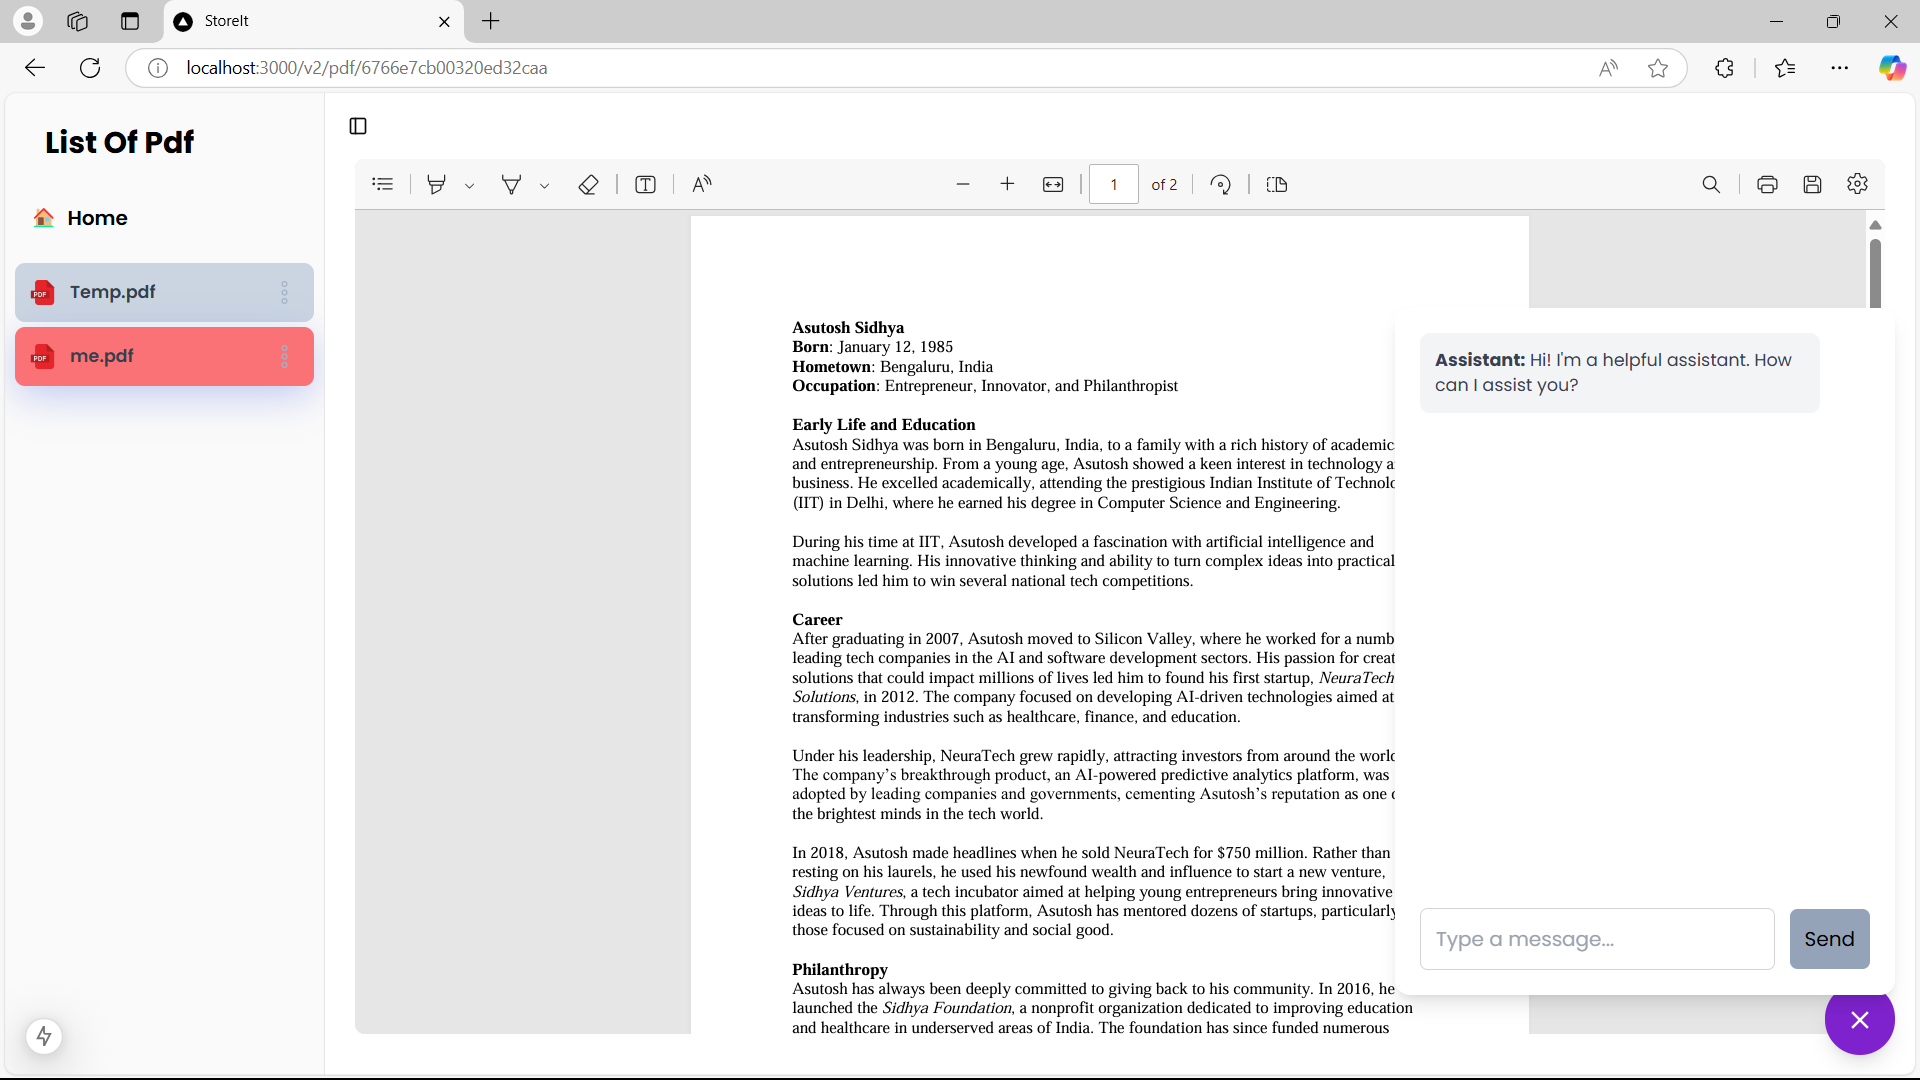 StoreIt
localhost:3000/v2/pdf/6766e7cb00320ed32caa
List Of Pdf
Home
PDF Temp.pdf
PDF me.pdf
1 of 2
Asutosh Sidhya
Born: January 12, 1985
Hometown: Bengaluru, India
Occupation: Entrepreneur, Innovator, and Philanthropist
Early Life and Education
Asutosh Sidhya was born in Bengaluru, India, to a family with a rich history of academic
and entrepreneurship. From a young age, Asutosh showed a keen interest in technology
business. He excelled academically, attending the prestigious Indian Institute of
(IIT) in Delhi, where he earned his degree in Computer Science and Engineering.
During his time at IIT, Asutosh developed a fascination with artificial intelligence and
machine learning. His innovative thinking and ability to turn complex ideas into practical
solutions led him to win several national tech competitions.
Career
After graduating in 2007, Asutosh moved to Silicon Valley, where he worked for a
leading tech companies in the AI and software development sectors. His passion for
solutions that could impact millions of lives led him to found his first startup, NeuraTech
Solutions, in 2012. The company focused on developing AI-driven technologies aimed at
transforming industries such as healthcare, finance, and education.
Under his leadership, NeuraTech grew rapidly, attracting investors from around the
The company's breakthrough product, an AI-powered predictive analytics platform, was
adopted by leading companies and governments, cementing Asutosh's reputation as one
the brightest minds in the tech world.
In 2018, Asutosh made headlines when he sold NeuraTech for $750 million. Rather than
resting on his laurels, he used his newfound wealth and influence to start a new venture,
Sidhya Ventures, a tech incubator aimed at helping young entrepreneurs bring innovative
ideas to life. Through this platform, Asutosh has mentored dozens of startups, particularly
those focused on sustainability and social good.
Philanthropy
Asutosh has always been deeply committed to giving back to his community. In 2016, he
launched the Sidhya Foundation, a nonprofit organization dedicated to improving education
and healthcare in underserved areas of India. The foundation has since funded numerous
Assistant: Hi! I'm a helpful assistant. How
can I assist you?
Type a message...
Send